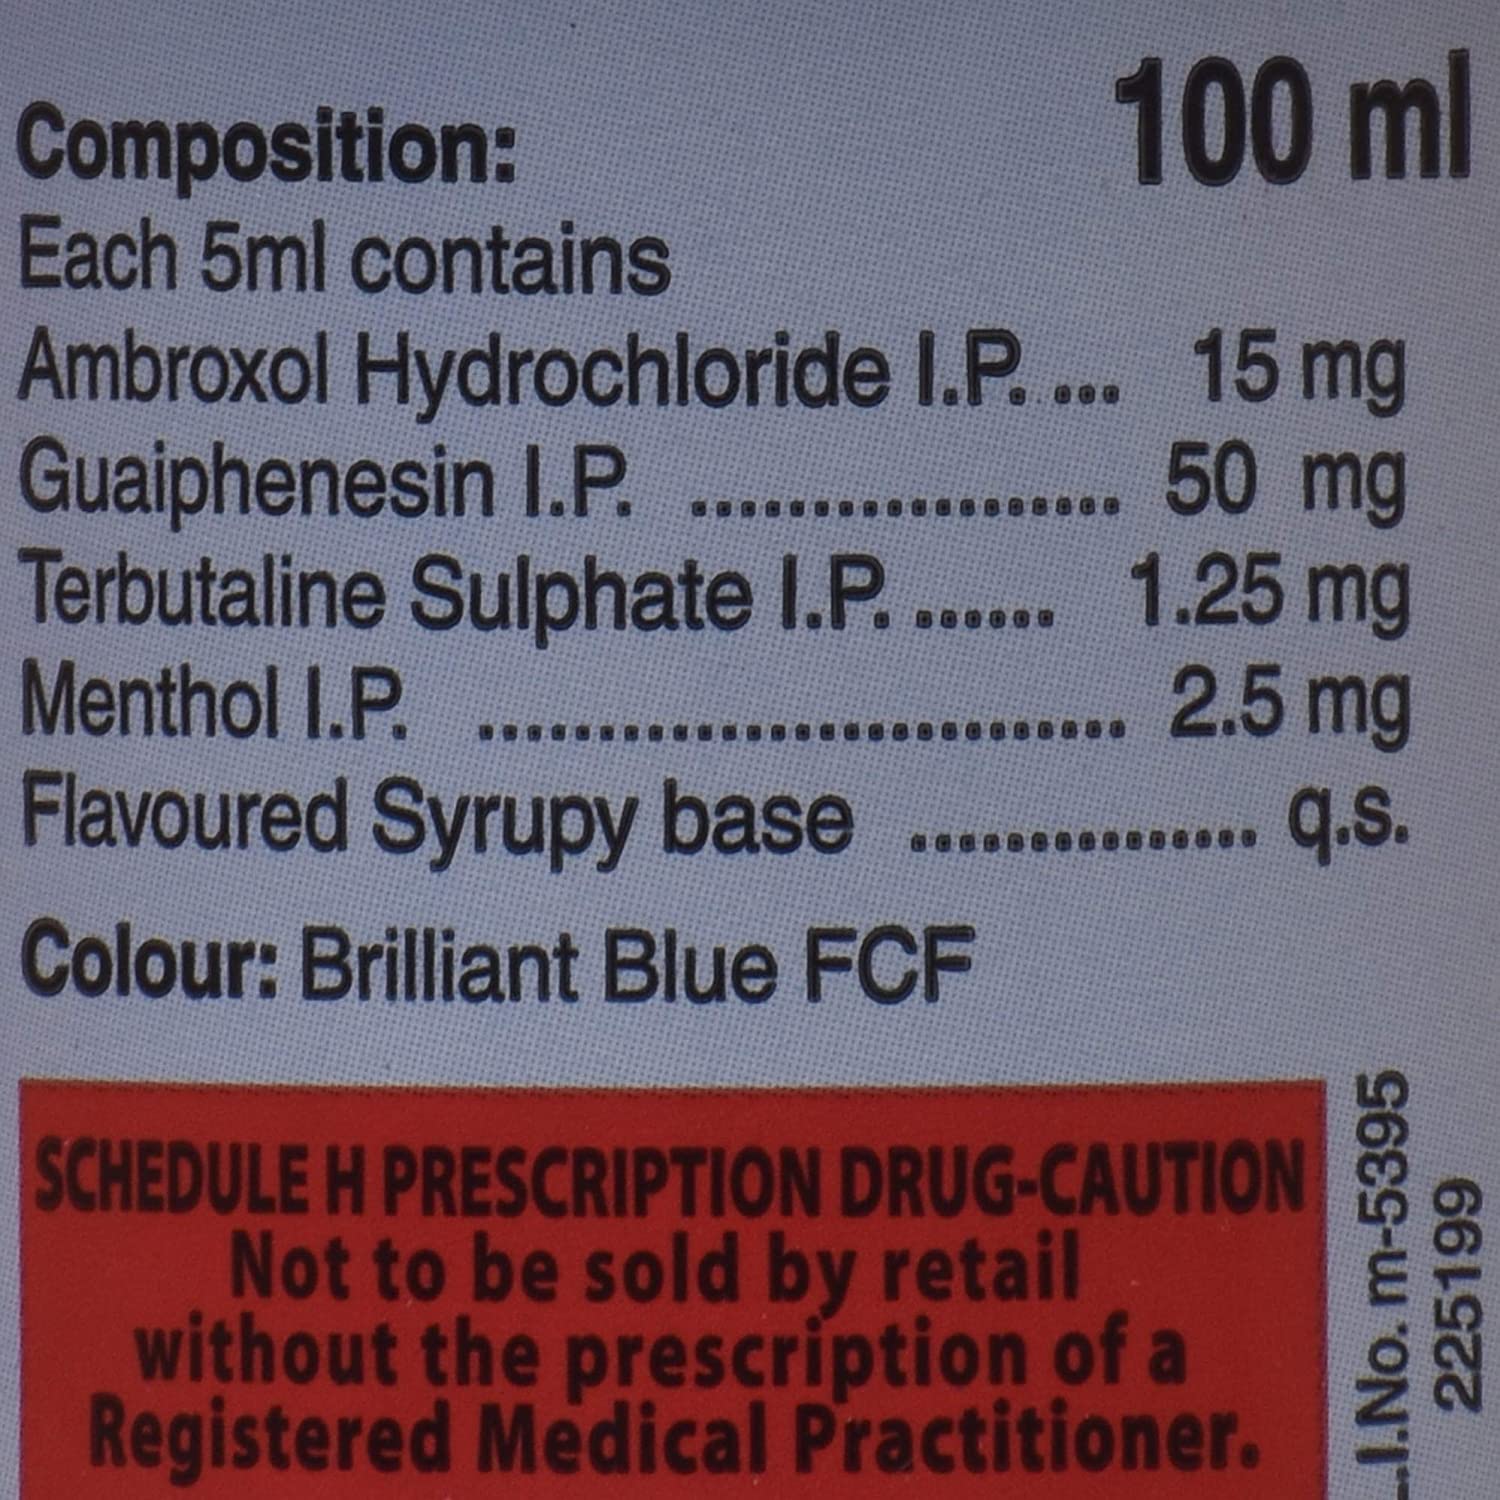 100 ml
Composition:
Each 5ml contains
Ambroxol Hydrochloride I.P. ... 15 mg
Guaiphenesin I.P. .................. 50 mg
Terbutaline Sulphate I.P. ...... 1.25 mg
Menthol I.P. ........................... 2.5 mg
Flavoured Syrupy base ............... q.s.
Colour: Brilliant Blue FCF
SCHEDULE H PRESCRIPTION DRUG-CAUTION
Not to be sold by retail
without the prescription of a
Registered Medical Practitioner.
.I.No. m-5395
225199